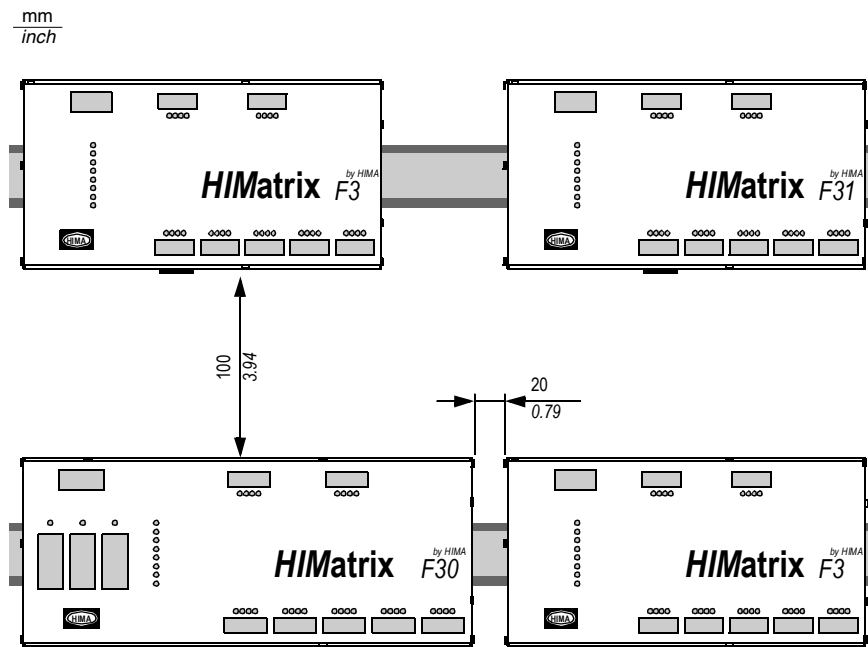 mm
inch
HIMatrix by HIMA F3
HIMA
HIMatrix by HIMA F31
HIMA
100
3.94
20
0.79
HIMatrix by HIMA F30
HIMA
HIMatrix by HIMA F3
HIMA